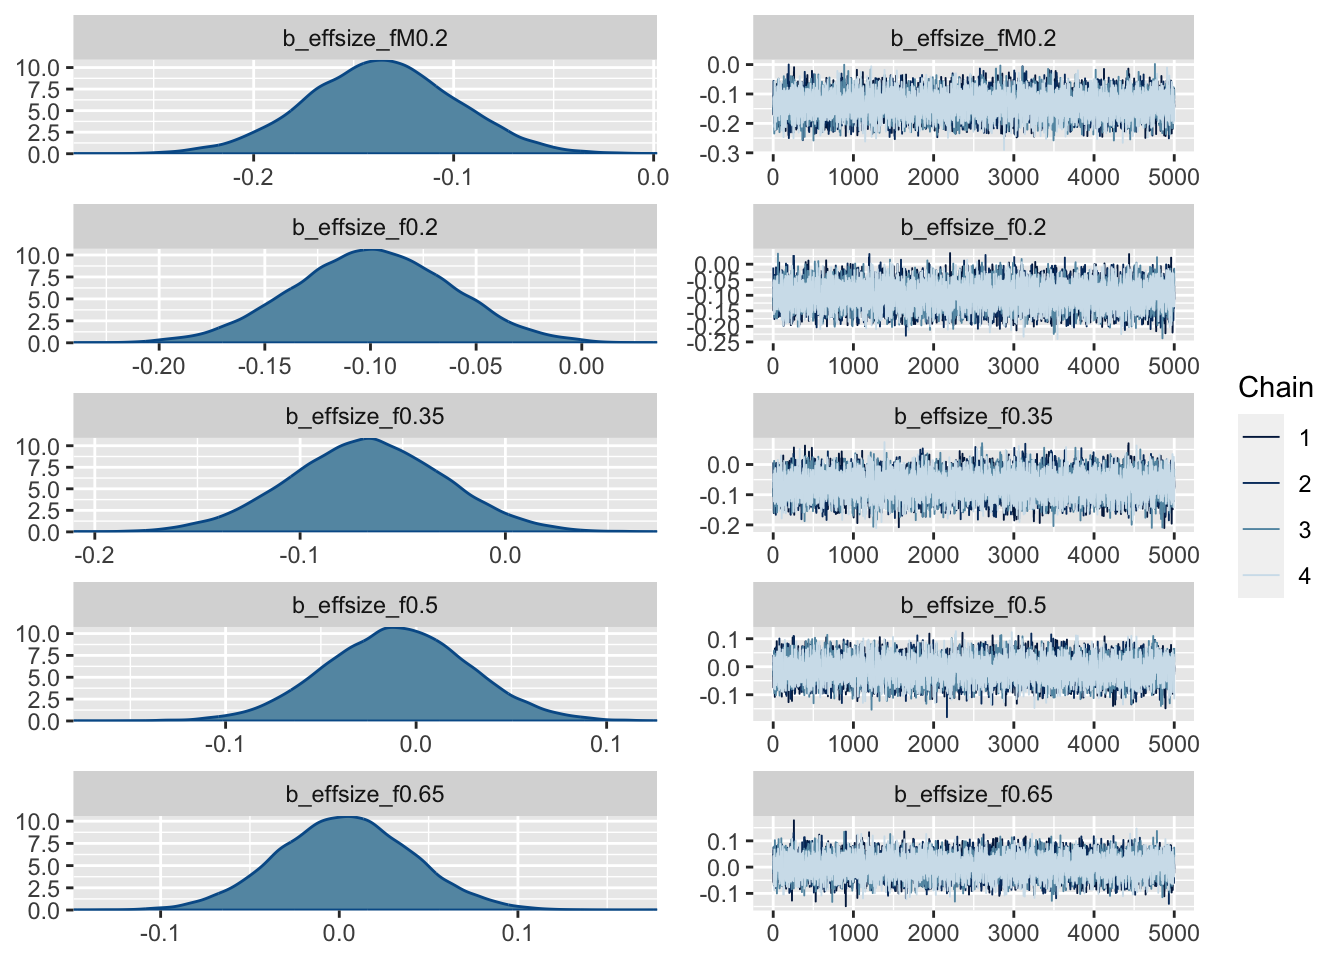 b_effsize_fM0.2
10.0
7.5
5.0
2.5
0.0
-0.2 -0.1 0.0
b_effsize_fM0.2
0.0
-0.1
-0.2
-0.3
0 1000 2000 3000 4000 5000
b_effsize_f0.2
10.0
7.5
5.0
2.5
0.0
-0.20 -0.15 -0.10 -0.05 0.00
b_effsize_f0.2
0.00
-0.05
-0.10
-0.15
-0.20
-0.25
0 1000 2000 3000 4000 5000
b_effsize_f0.35
10.0
7.5
5.0
2.5
0.0
-0.2 -0.1 0.0
b_effsize_f0.35
0.0
-0.1
-0.2
0 1000 2000 3000 4000 5000
b_effsize_f0.5
10.0
7.5
5.0
2.5
0.0
-0.1 0.0 0.1
b_effsize_f0.5
0.1
0.0
-0.1
0 1000 2000 3000 4000 5000
b_effsize_f0.65
10.0
7.5
5.0
2.5
0.0
-0.1 0.0 0.1
b_effsize_f0.65
0.1
0.0
-0.1
0 1000 2000 3000 4000 5000
Chain
1
2
3
4